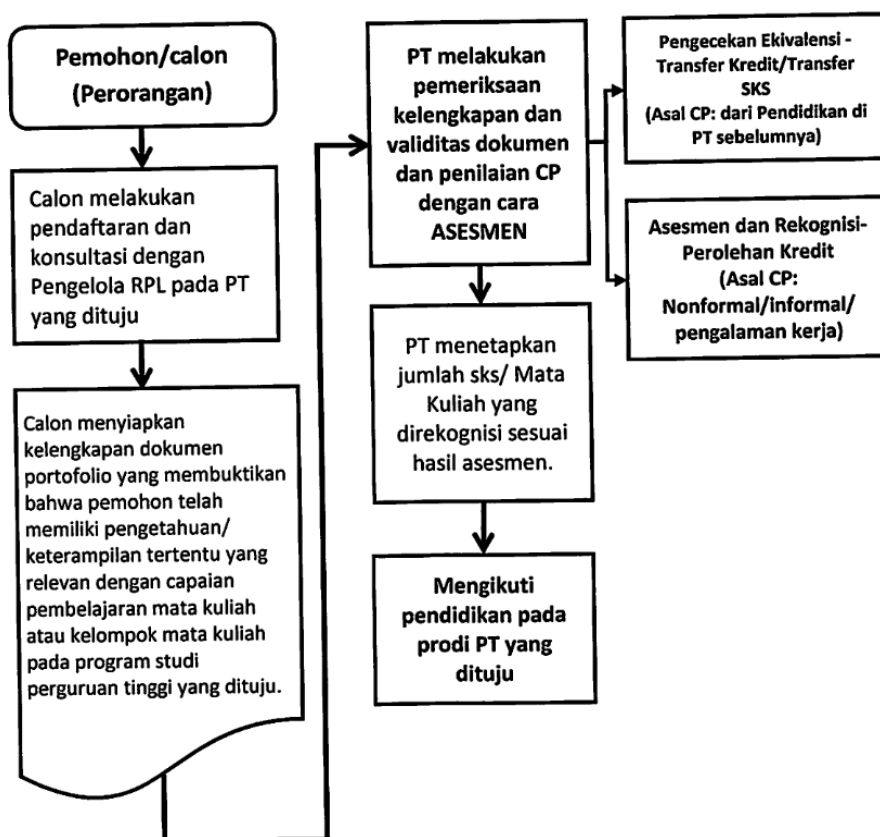 Pemohon/calon
(Perorangan)
Calon melakukan
pendaftaran dan
konsultasi dengan
Pengelola RPL pada PT
yang dituju
Calon menyiapkan
kelengkapan dokumen
portofolio yang membuktikan
bahwa pemohon telah
memiliki pengetahuan/
keterampilan tertentu yang
relevan dengan capaian
pembelajaran mata kuliah
atau kelompok mata kuliah
pada program studi
perguruan tinggi yang dituju.
PT melakukan
pemeriksaan
kelengkapan dan
validitas dokumen
dan penilaian CP
dengan cara
ASESMEN
Pengecekan Ekivalensi -
Transfer Kredit/Transfer
SKS
(Asal CP: dari Pendidikan di
PT sebelumnya)
Asesmen dan Rekognisi-
Perolehan Kredit
(Asal CP:
Nonformal/informal/
pengalaman kerja)
PT menetapkan
jumlah sks/ Mata
Kuliah yang
direkognisi sesuai
hasil asesmen.
Mengikuti
pendidikan pada
prodi PT yang
dituju